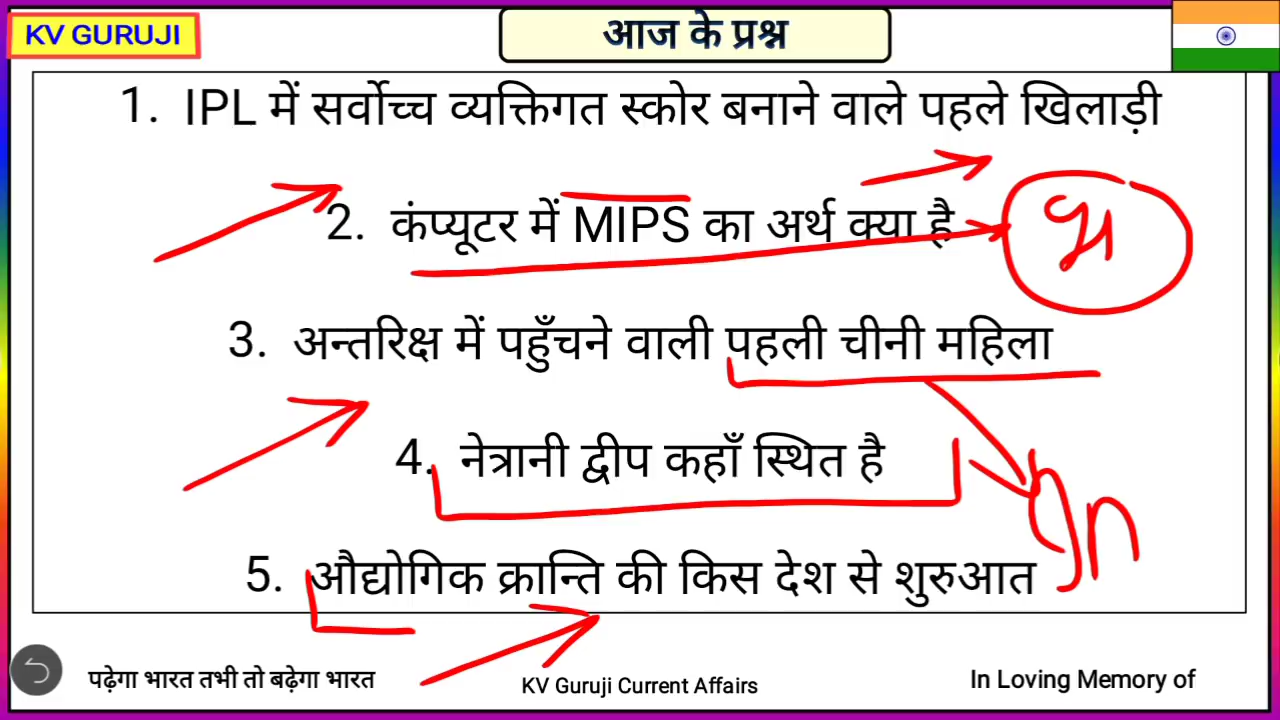 KV GURUJI
आज के प्रश्न
1. IPL में सर्वोच्च व्यक्तिगत स्कोर बनाने वाले पहले खिलाड़ी
2. कंप्यूटर में MIPS का अर्थ क्या है
3. अन्तरिक्ष में पहुँचने वाली पहली चीनी महिला
4. नेत्रानी द्वीप कहाँ स्थित है
5. औद्योगिक क्रान्ति की किस देश से शुरुआत
पढ़ेगा भारत तभी तो बढ़ेगा भारत
KV Guruji Current Affairs
In Loving Memory of